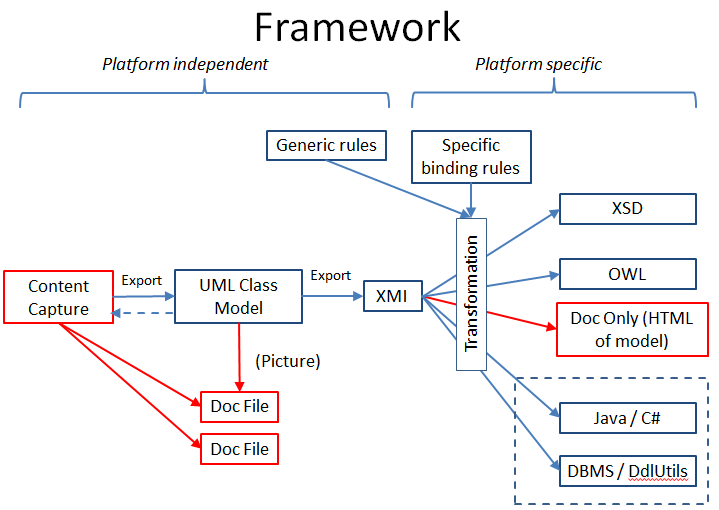 Framework
Platform independent
Platform specific
Generic rules
Specific
binding rules
XSD
Transformation
OWL
Content
Capture
Export
UML Class
Model
Export
XMI
Doc Only (HTML
of model)
(Picture)
Doc File
Java / C#
Doc File
DBMS / DdlUtils